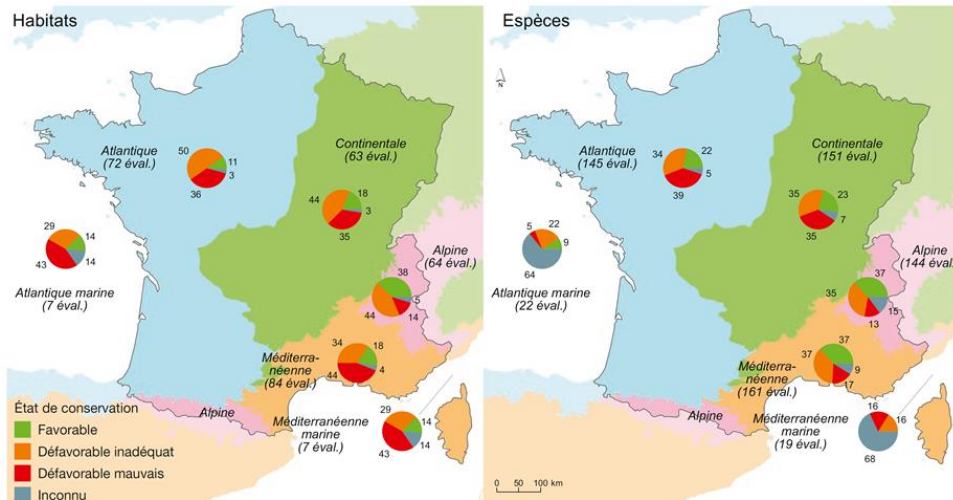 Habitats
Atlantique
(72 éval.)
50
11
3
36
Continentale
(63 éval.)
44
18
3
35
29
14
43
14
Atlantique marine
(7 éval.)
Alpine
(64 éval.)
38
5
44
14
34
18
44
4
Méditerra-
néenne
(84 éval.)
Alpine
Méditerranéenne
marine
(7 éval.)
29
14
43
14
État de conservation
Favorable
Défavorable inadéquat
Défavorable mauvais
Inconnu
Espèces
N
Atlantique
(145 éval.)
34
22
5
39
Continentale
(151 éval.)
35
23
7
35
5
22
9
64
Atlantique marine
(22 éval.)
Alpine
(144 éval.)
37
35
15
13
37
37
9
17
Méditerra-
néenne
(161 éval.)
Alpine
Méditerranéenne
marine
(19 éval.)
16
16
68
0 50 100 km